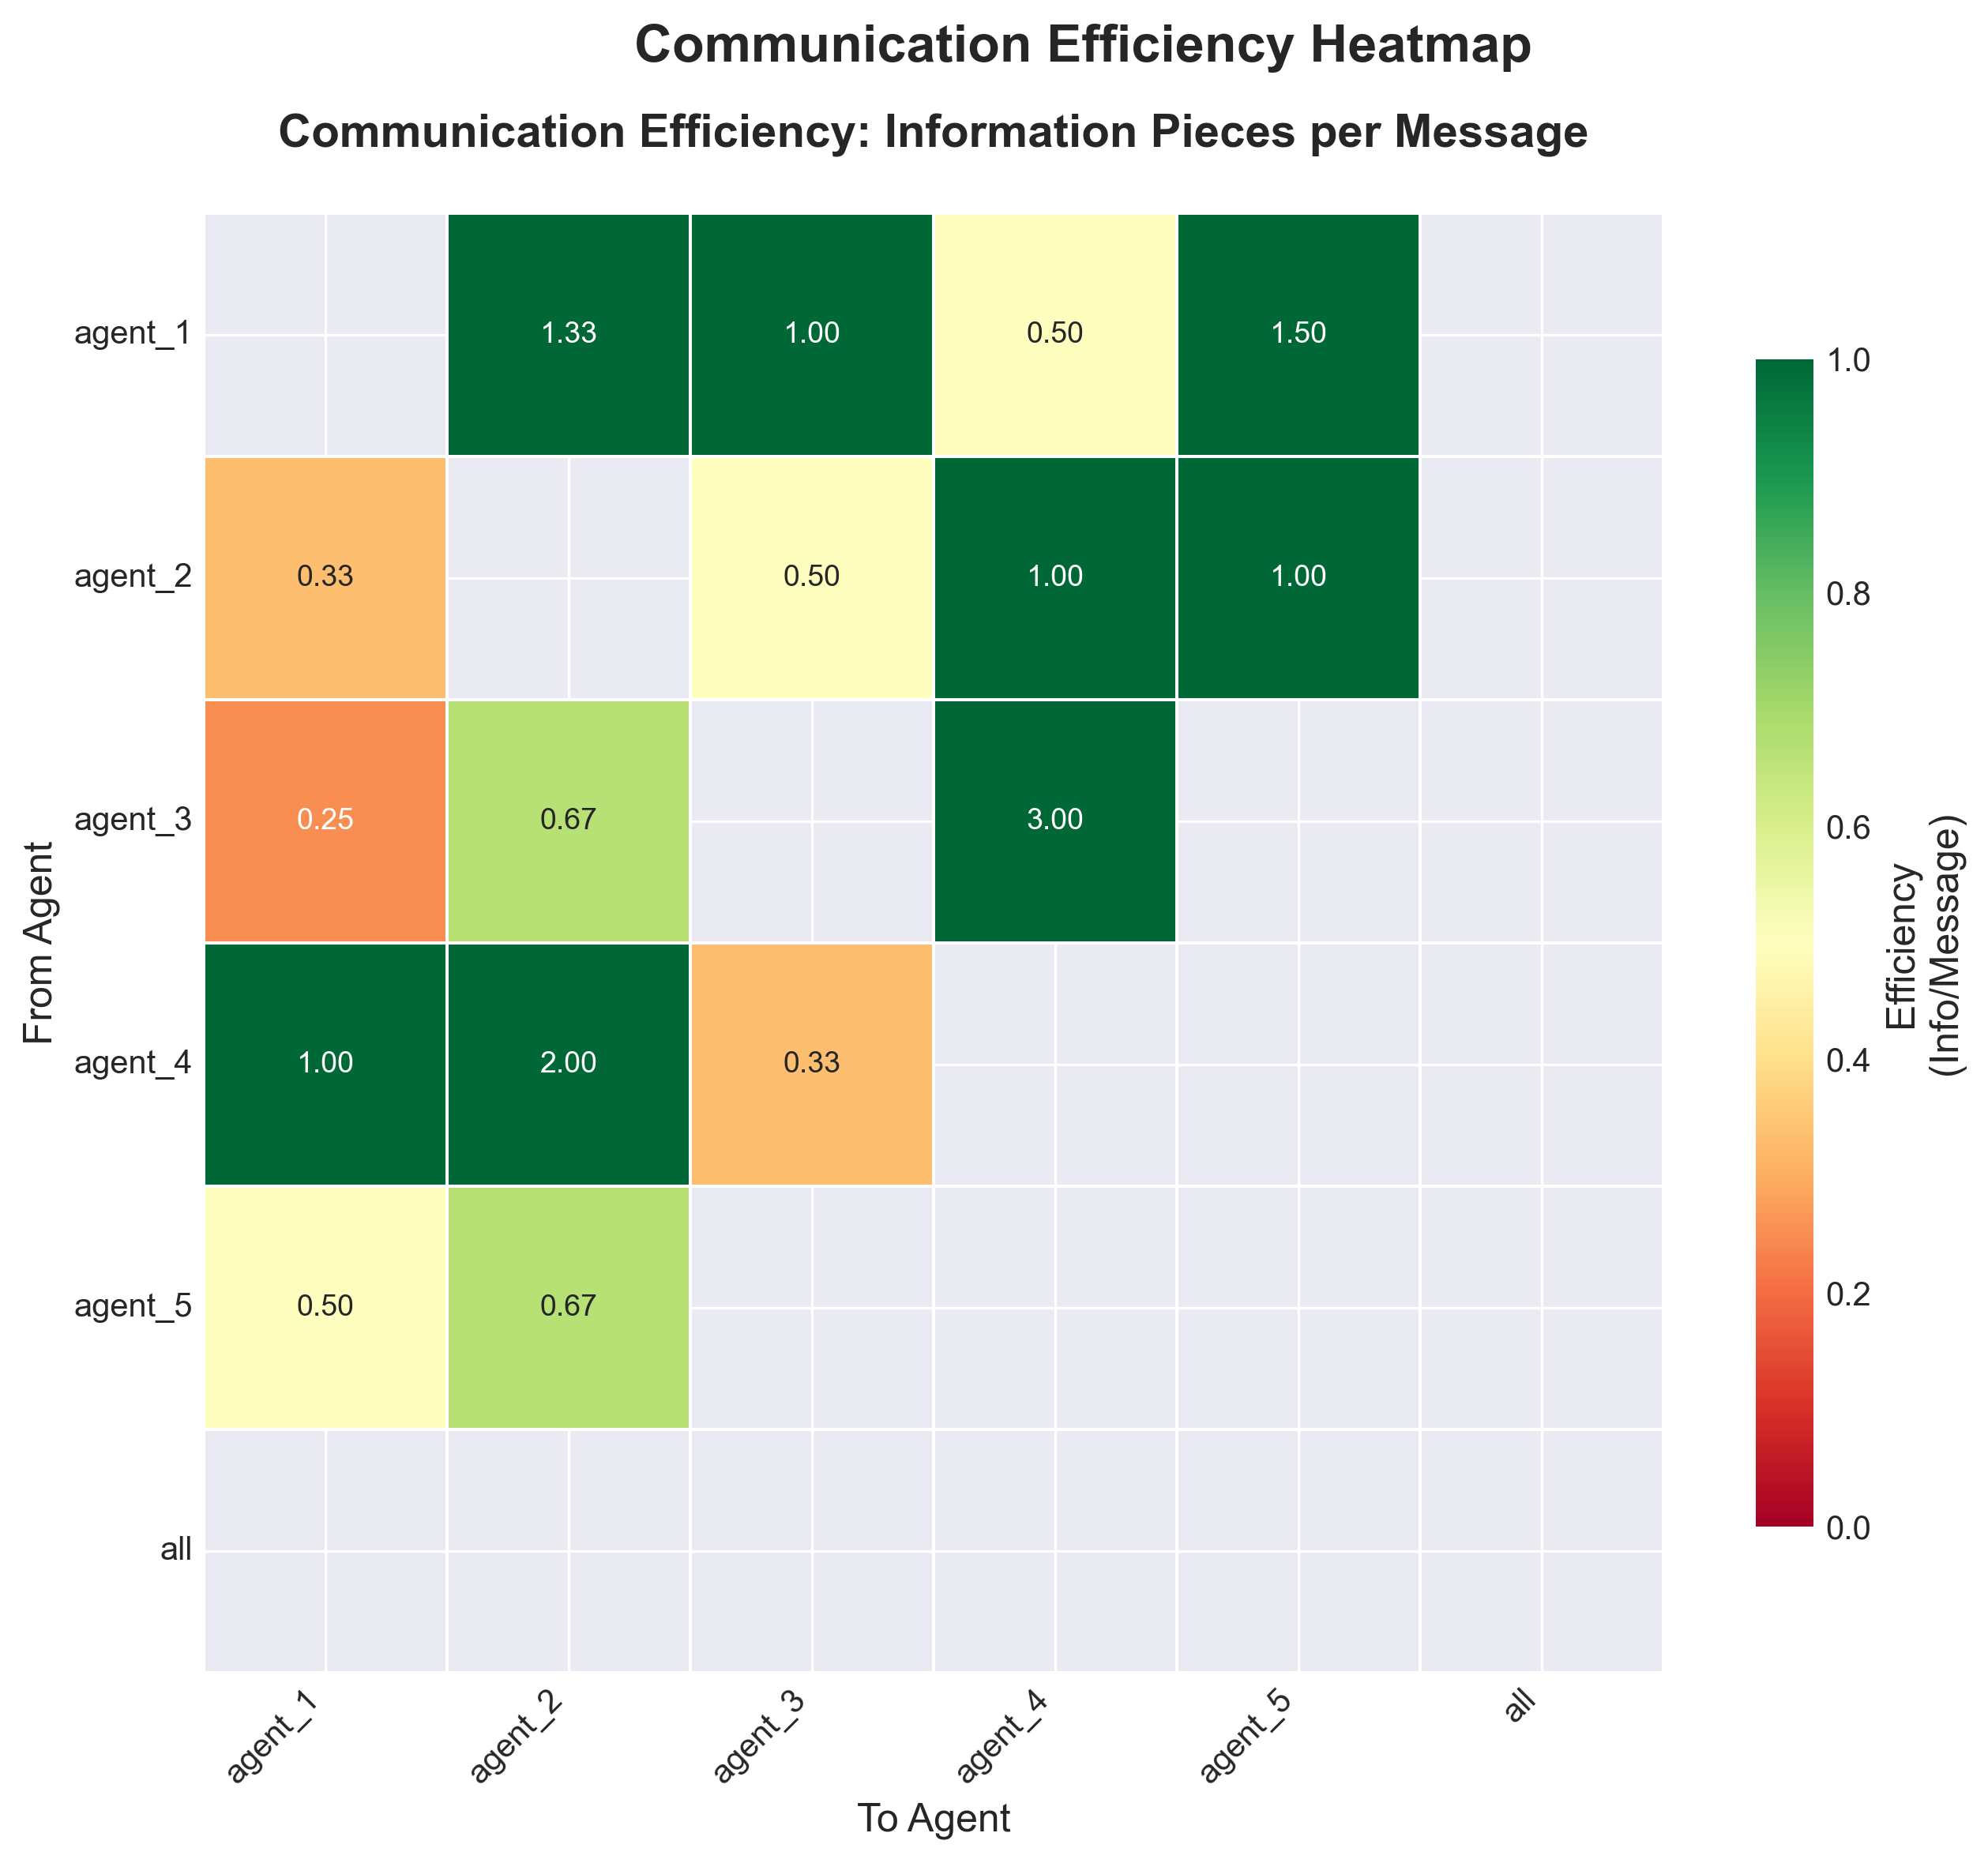 Communication Efficiency Heatmap
Communication Efficiency: Information Pieces per Message
agent_1
1.33
1.00
0.50
1.50
agent_2
0.33
0.50
1.00
1.00
agent_3
0.25
0.67
3.00
agent_4
1.00
2.00
0.33
agent_5
0.50
0.67
all
From Agent
agent_1
agent_2
agent_3
agent_4
agent_5
all
To Agent
1.0
0.8
0.6
0.4
0.2
0.0
Efficiency
(Info/Message)